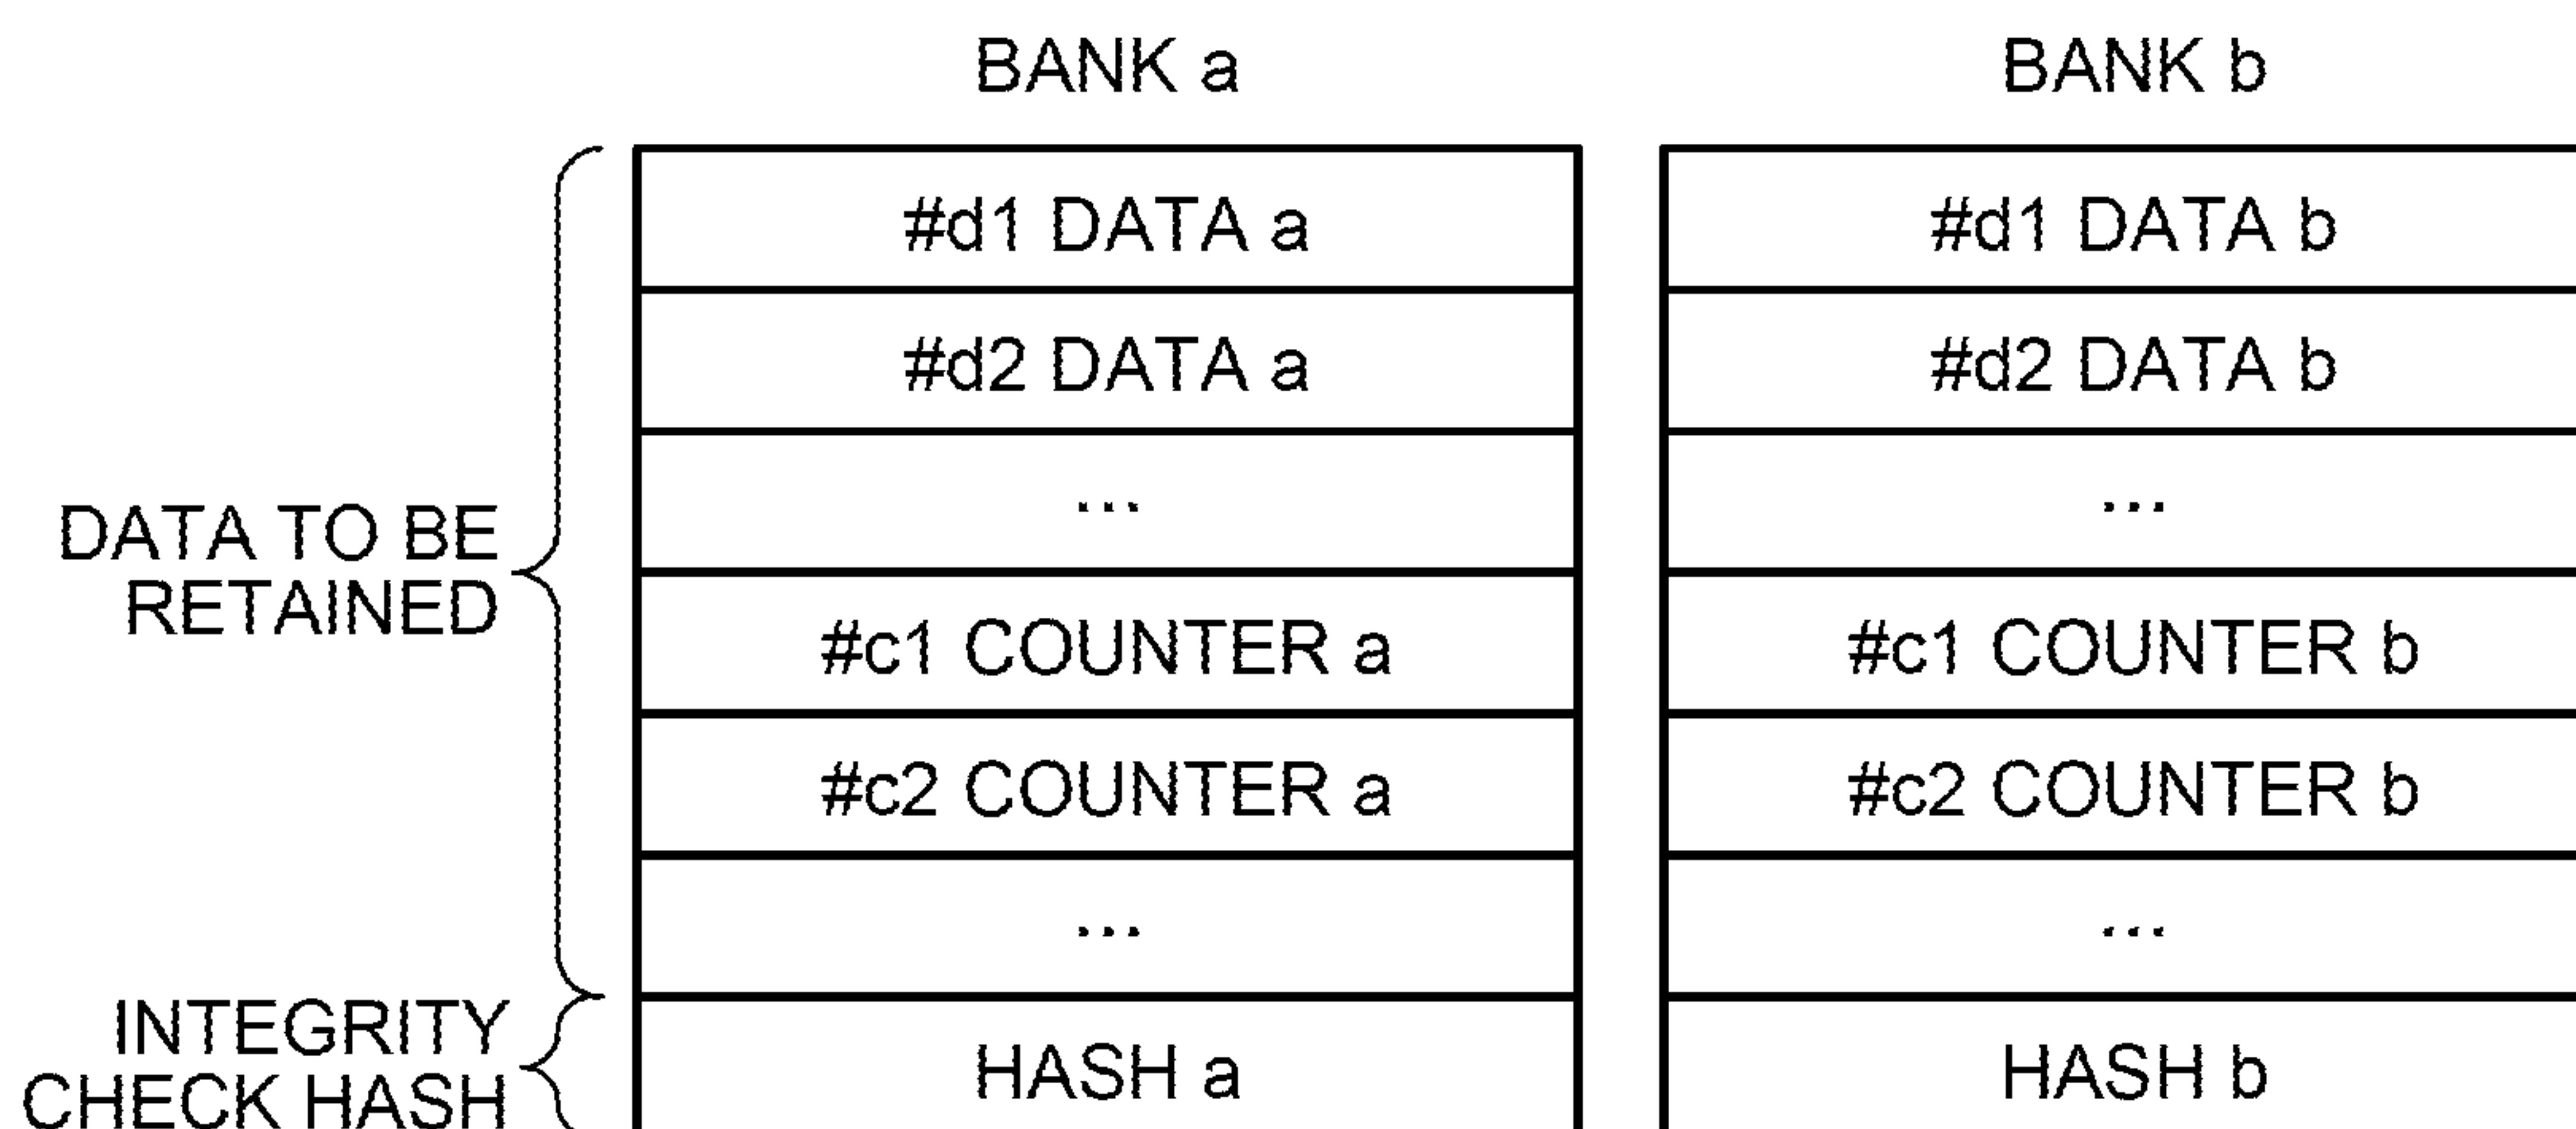 BANK a BANK b
#d1 DATA a #d1 DATA b
#d2 DATA a #d2 DATA b
... ...
DATA TO BE
RETAINED
#c1 COUNTER a #c1 COUNTER b
#c2 COUNTER a #c2 COUNTER b
... ...
INTEGRITY
CHECK HASH
HASH a HASH b